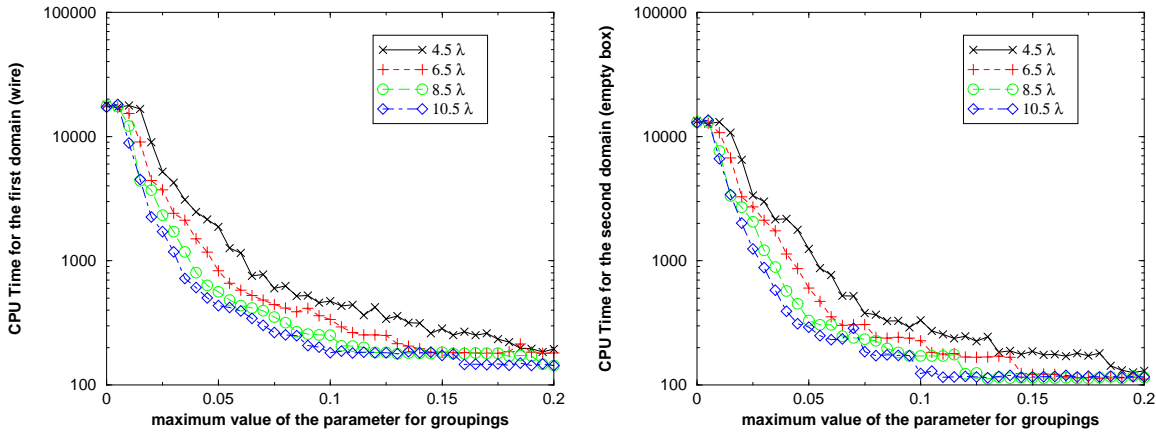 100000
10000
1000
100
0
0.05
0.1
0.15
0.2
maximum value of the parameter for groupings
CPU Time for the first domain (wire)
4.5 λ
6.5 λ
8.5 λ
10.5 λ
100000
10000
1000
100
0
0.05
0.1
0.15
0.2
maximum value of the parameter for groupings
CPU Time for the second domain (empty box)
4.5 λ
6.5 λ
8.5 λ
10.5 λ